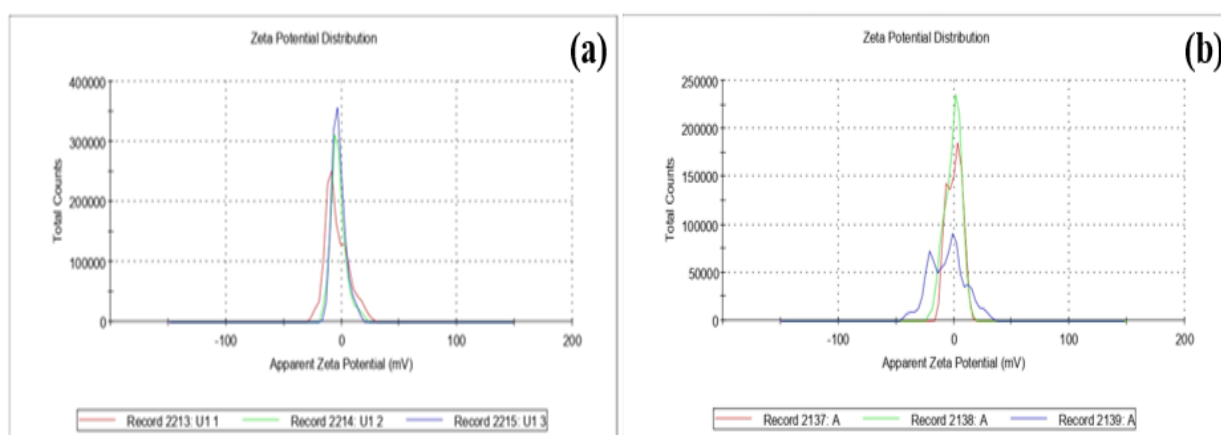 Zeta Potential Distribution
(a)
400000
300000
200000
100000
0
Total Counts
-100 0 100 200
Apparent Zeta Potential (mV)
Record 2213: U1 1 Record 2214: U1 2 Record 2215: U1 3
Zeta Potential Distribution
(b)
250000
200000
150000
100000
50000
0
Total Counts
-100 0 100 200
Apparent Zeta Potential (mV)
Record 2137: A Record 2138: A Record 2139: A